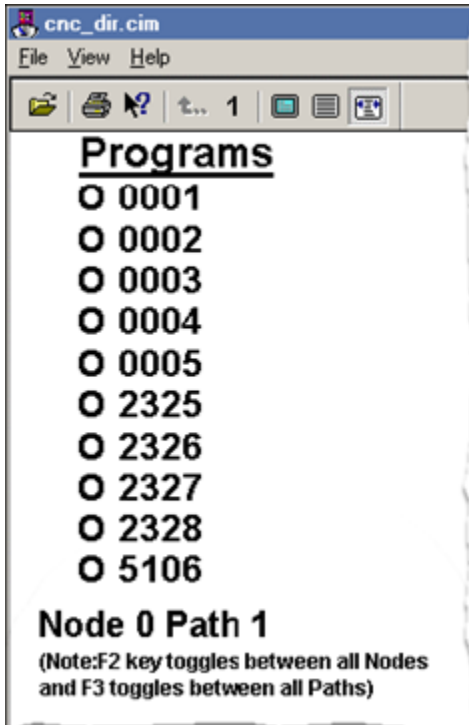 cnc_dir.cim
File View Help
1
Programs
O 0001
O 0002
O 0003
O 0004
O 0005
O 2325
O 2326
O 2327
O 2328
O 5106
Node 0 Path 1
(Note:F2 key toggles between all Nodes
and F3 toggles between all Paths)